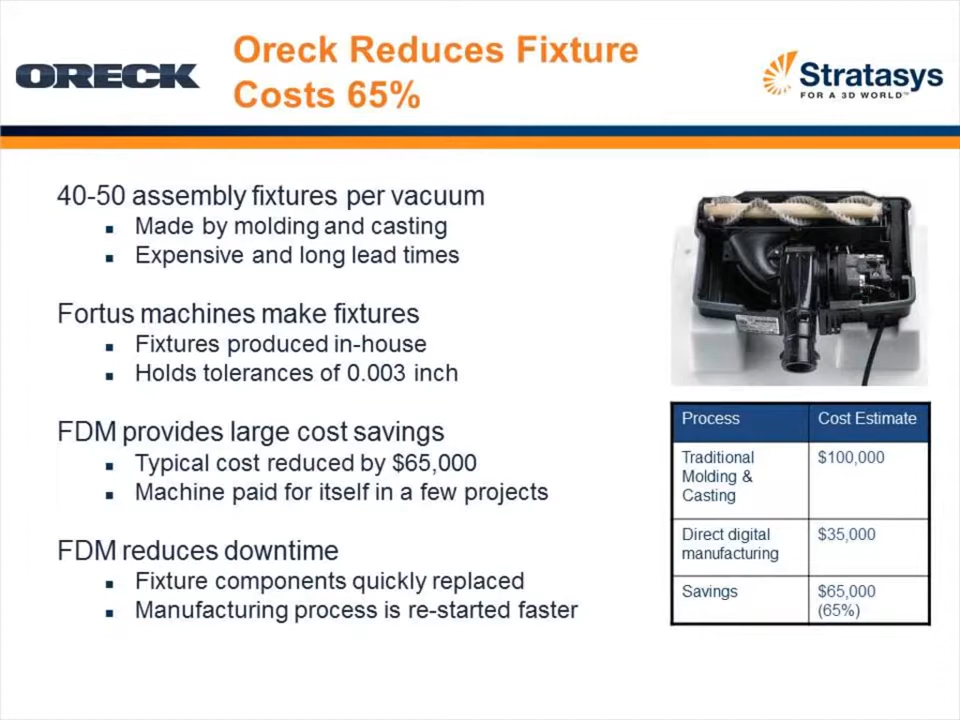 ORECK
Oreck Reduces Fixture
Costs 65%
Stratasys
FOR A 3D WORLD™
40-50 assembly fixtures per vacuum
▪ Made by molding and casting
▪ Expensive and long lead times
Fortus machines make fixtures
▪ Fixtures produced in-house
▪ Holds tolerances of 0.003 inch
FDM provides large cost savings
▪ Typical cost reduced by $65,000
▪ Machine paid for itself in a few projects
FDM reduces downtime
▪ Fixture components quickly replaced
▪ Manufacturing process is re-started faster
Process Cost Estimate
Traditional $100,000
Molding &
Casting
Direct digital $35,000
manufacturing
Savings $65,000
(65%)